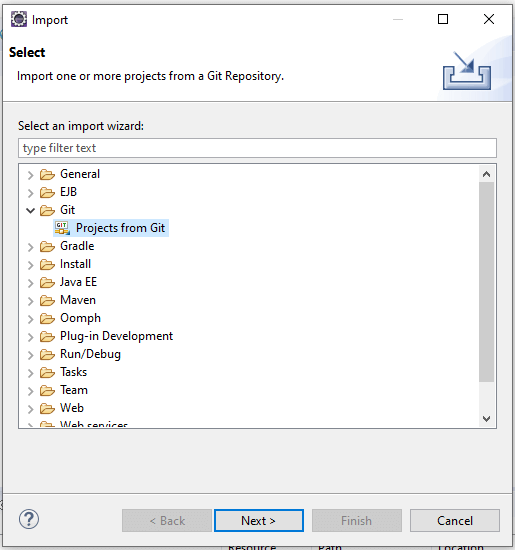 Import
Select
Import one or more projects from a Git Repository.
Select an import wizard:
type filter text
General
EJB
Git
GIT Projects from Git
Gradle
Install
Java EE
Maven
Oomph
Plug-in Development
Run/Debug
Tasks
Team
Web
Web services
? < Back Next > Finish Cancel
Resource Path Location